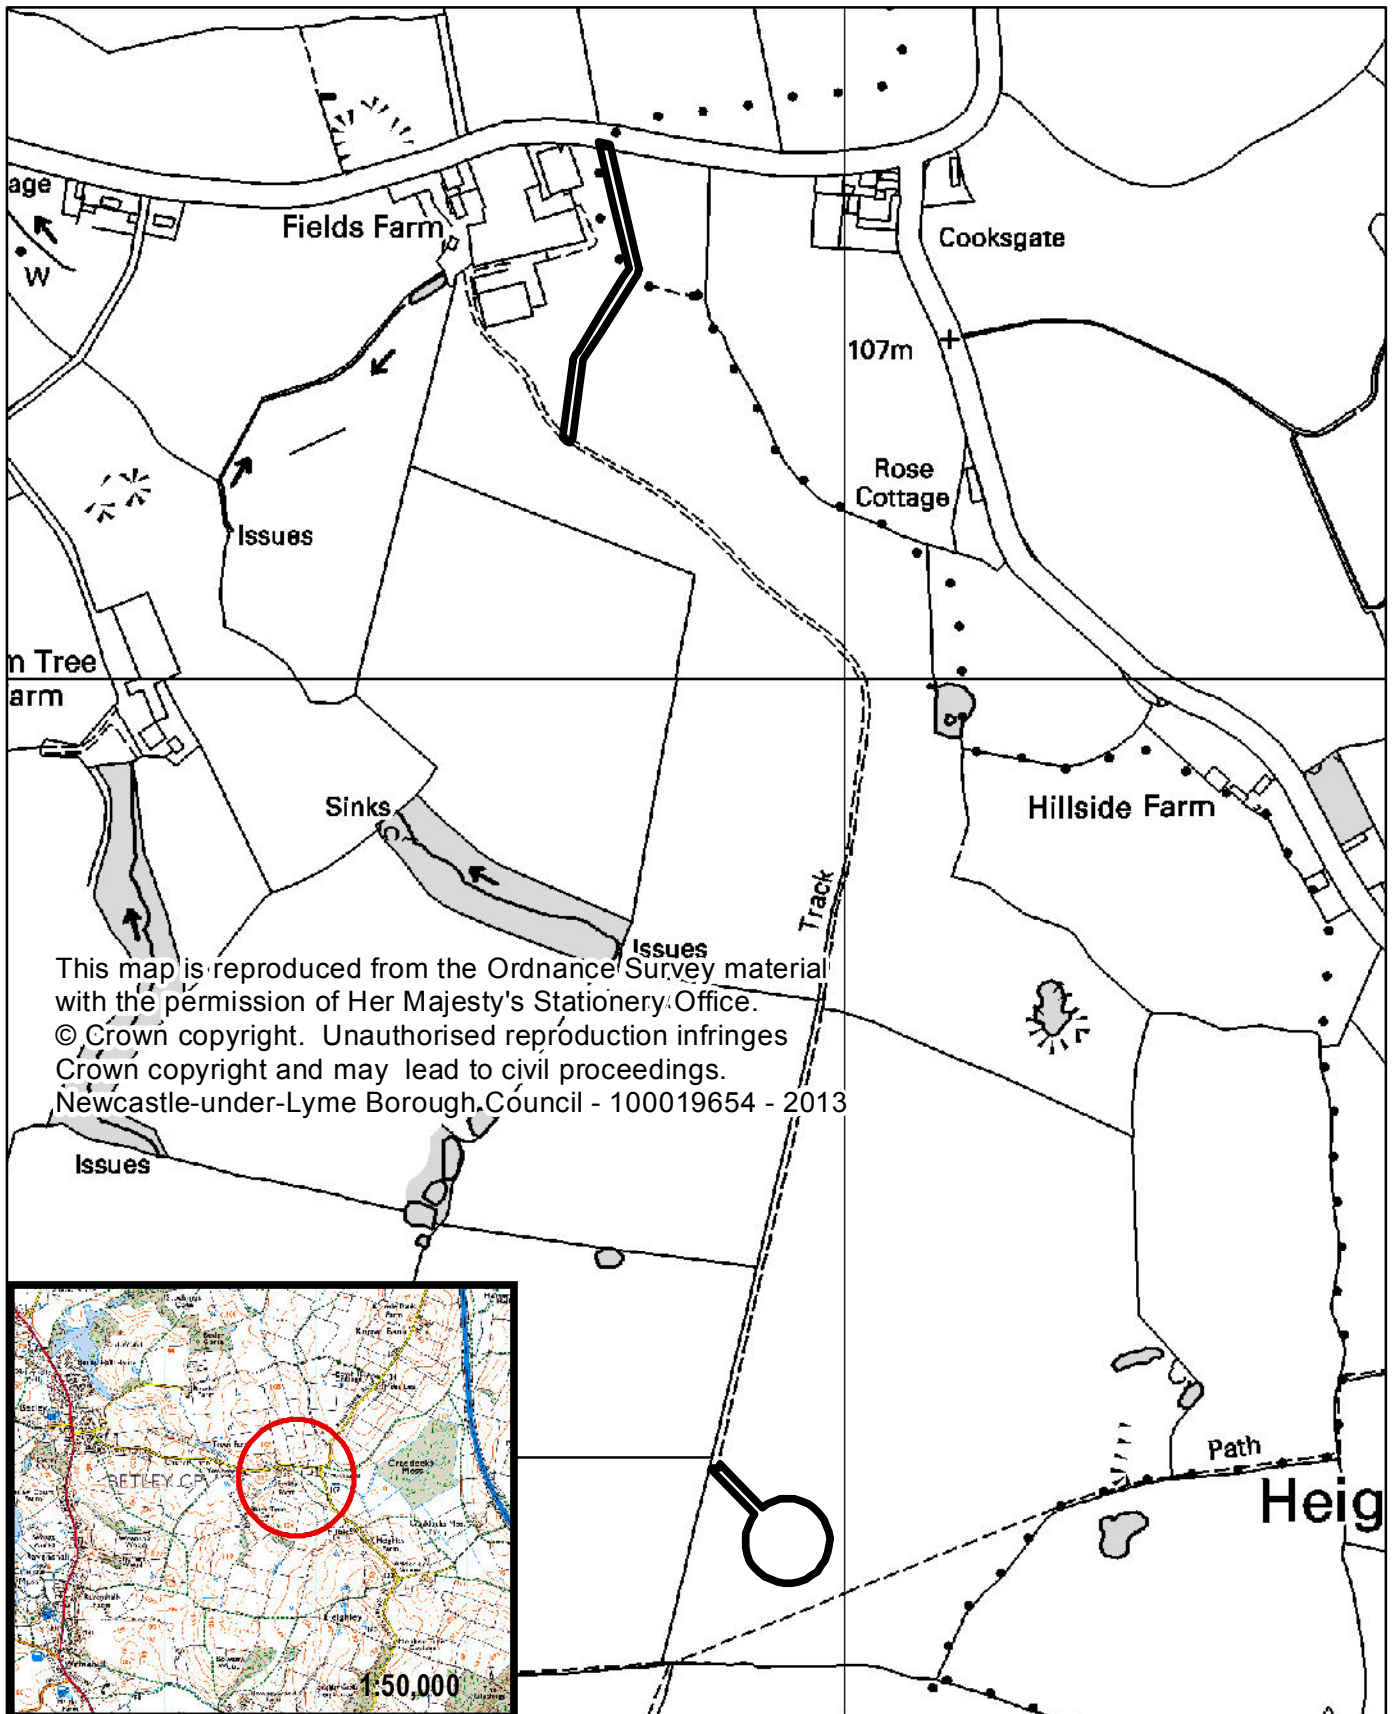 age
W
Fields Farm
Cooksgate
107m
Rose
Cottage
Issues
n Tree
arm
Sinks
Hillside Farm
Track
Issues
This map is reproduced from the Ordnance Survey material
with the permission of Her Majesty's Stationery Office.
© Crown copyright. Unauthorised reproduction infringes
Crown copyright and may lead to civil proceedings.
Newcastle-under-Lyme Borough Council - 100019654 - 2013
Issues
Path
Heig
Betley
BETLEY CP
1:50,000